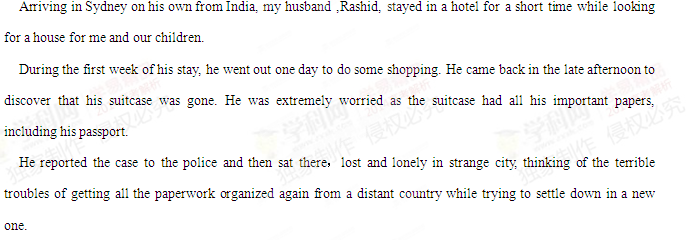 Arriving in Sydney on his own from India, my husband ,Rashid, stayed in a hotel for a short time while looking
for a house for me and our children.
During the first week of his stay, he went out one day to do some shopping. He came back in the late afternoon to
discover that his suitcase was gone. He was extremely worried as the suitcase had all his important papers,
including his passport.
He reported the case to the police and then sat there，lost and lonely in strange city, thinking of the terrible
troubles of getting all the paperwork organized again from a distant country while trying to settle down in a new
one.